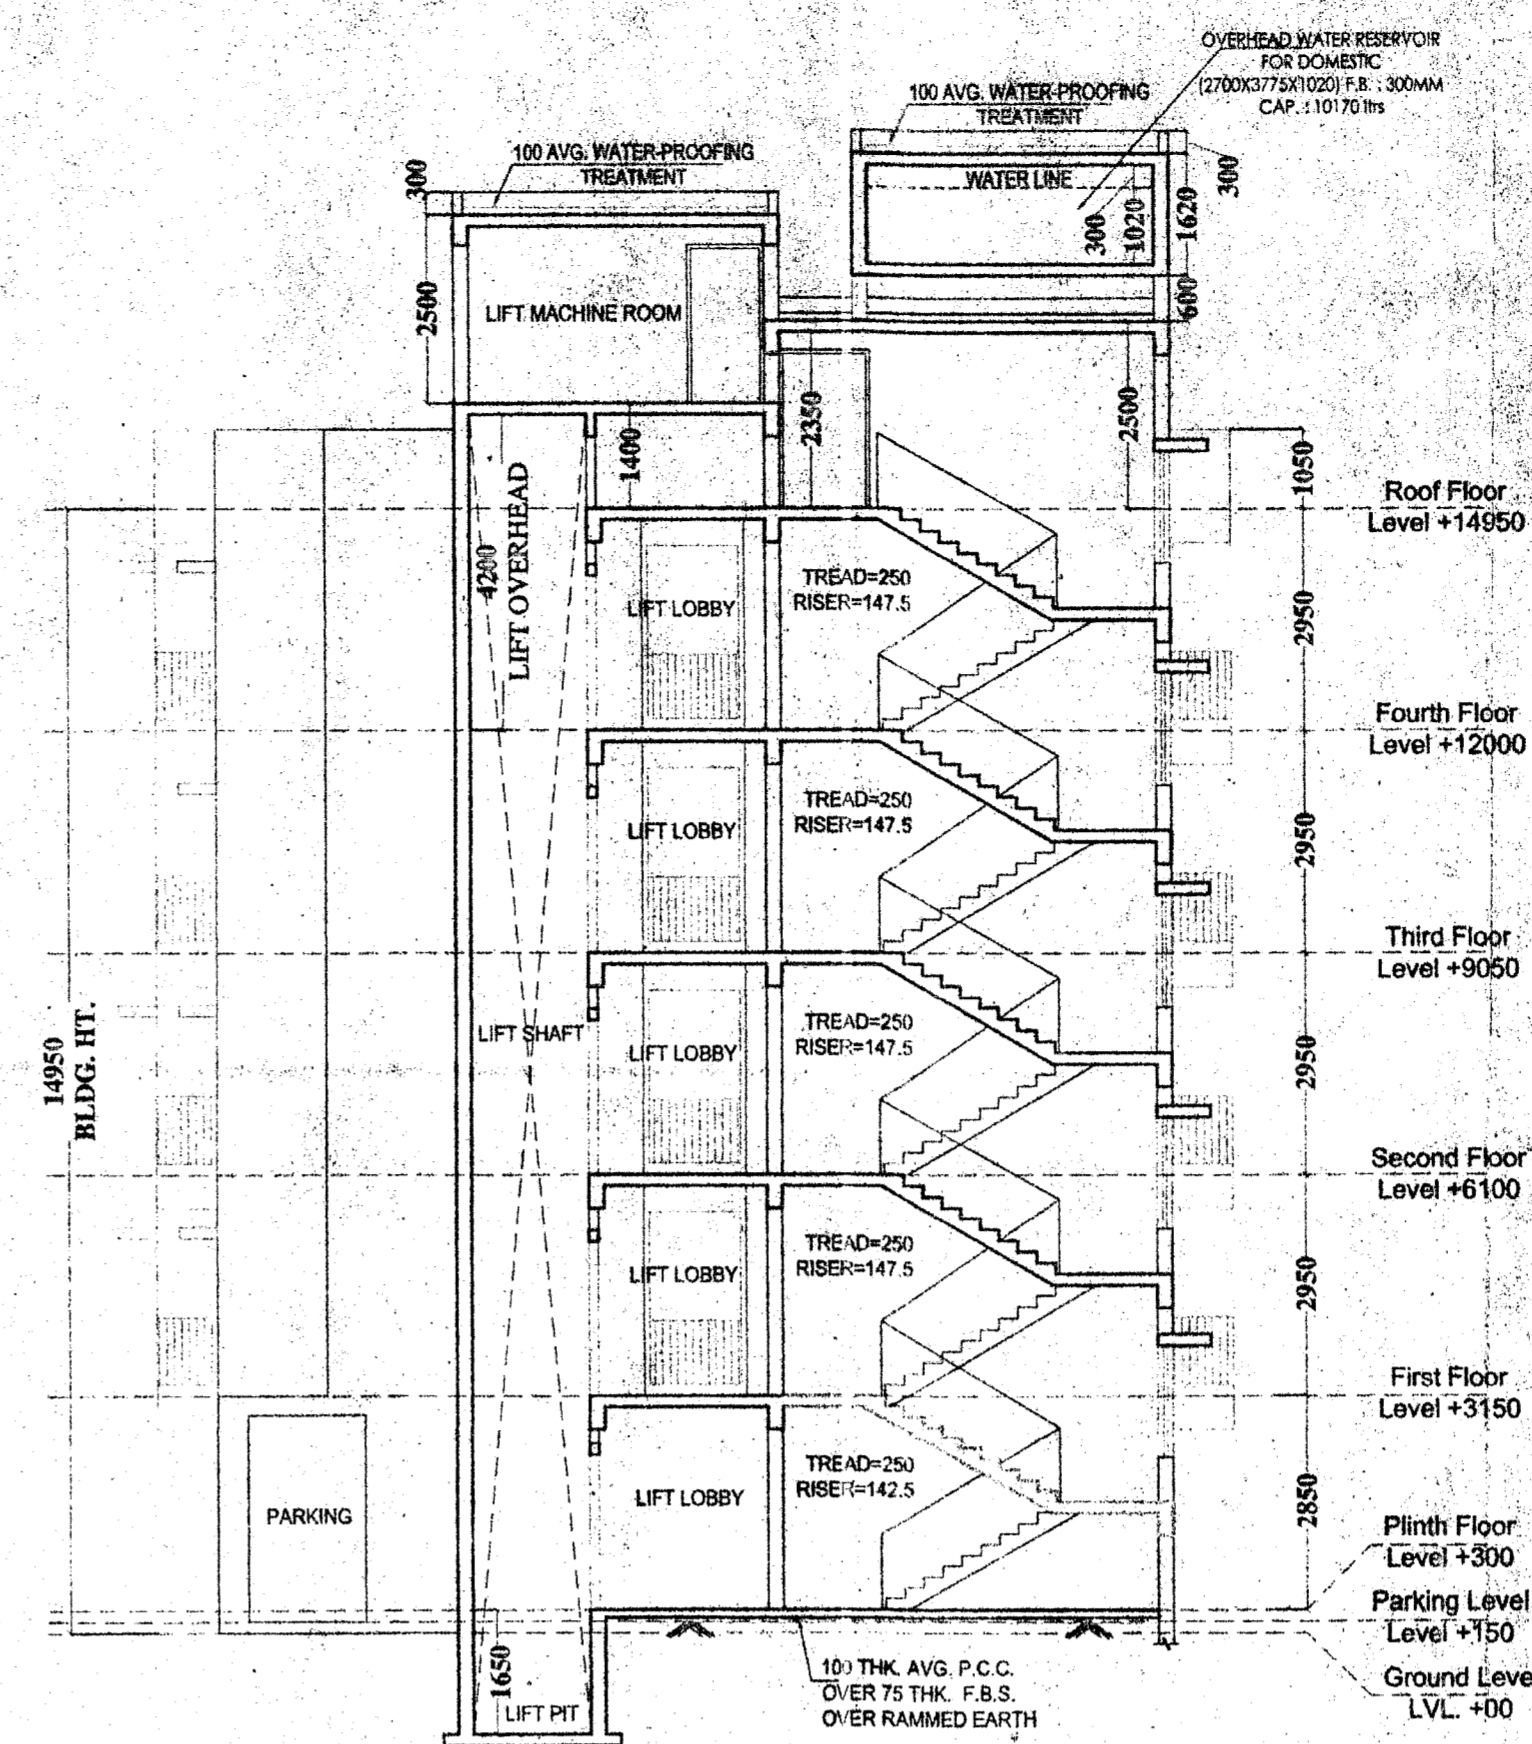 OVERHEAD WATER RESERVOIR
FOR DOMESTIC
(2700X3775X1020) F.B. : 300MM
CAP. : 10170 ltrs
100 AVG. WATER-PROOFING
TREATMENT
100 AVG. WATER-PROOFING
TREATMENT
300
300
WATER LINE
300
1020
1620
600
2500
LIFT MACHINE ROOM
1400
2350
2500
1050
Roof Floor
Level +14950
4200
LIFT OVERHEAD
LIFT LOBBY
TREAD=250
RISER=147.5
2950
Fourth Floor
Level +12000
LIFT LOBBY
TREAD=250
RISER=147.5
2950
Third Floor
Level +9050
14950
BLDG. HT.
LIFT SHAFT
LIFT LOBBY
TREAD=250
RISER=147.5
2950
Second Floor
Level +6100
LIFT LOBBY
TREAD=250
RISER=147.5
2950
First Floor
Level +3150
PARKING
LIFT LOBBY
TREAD=250
RISER=142.5
2850
Plinth Floor
Level +300
Parking Level
Level +150
Ground Leve
LVL. +00
1650
LIFT PIT
100 THK. AVG. P.C.C.
OVER 75 THK. F.B.S.
OVER RAMMED EARTH